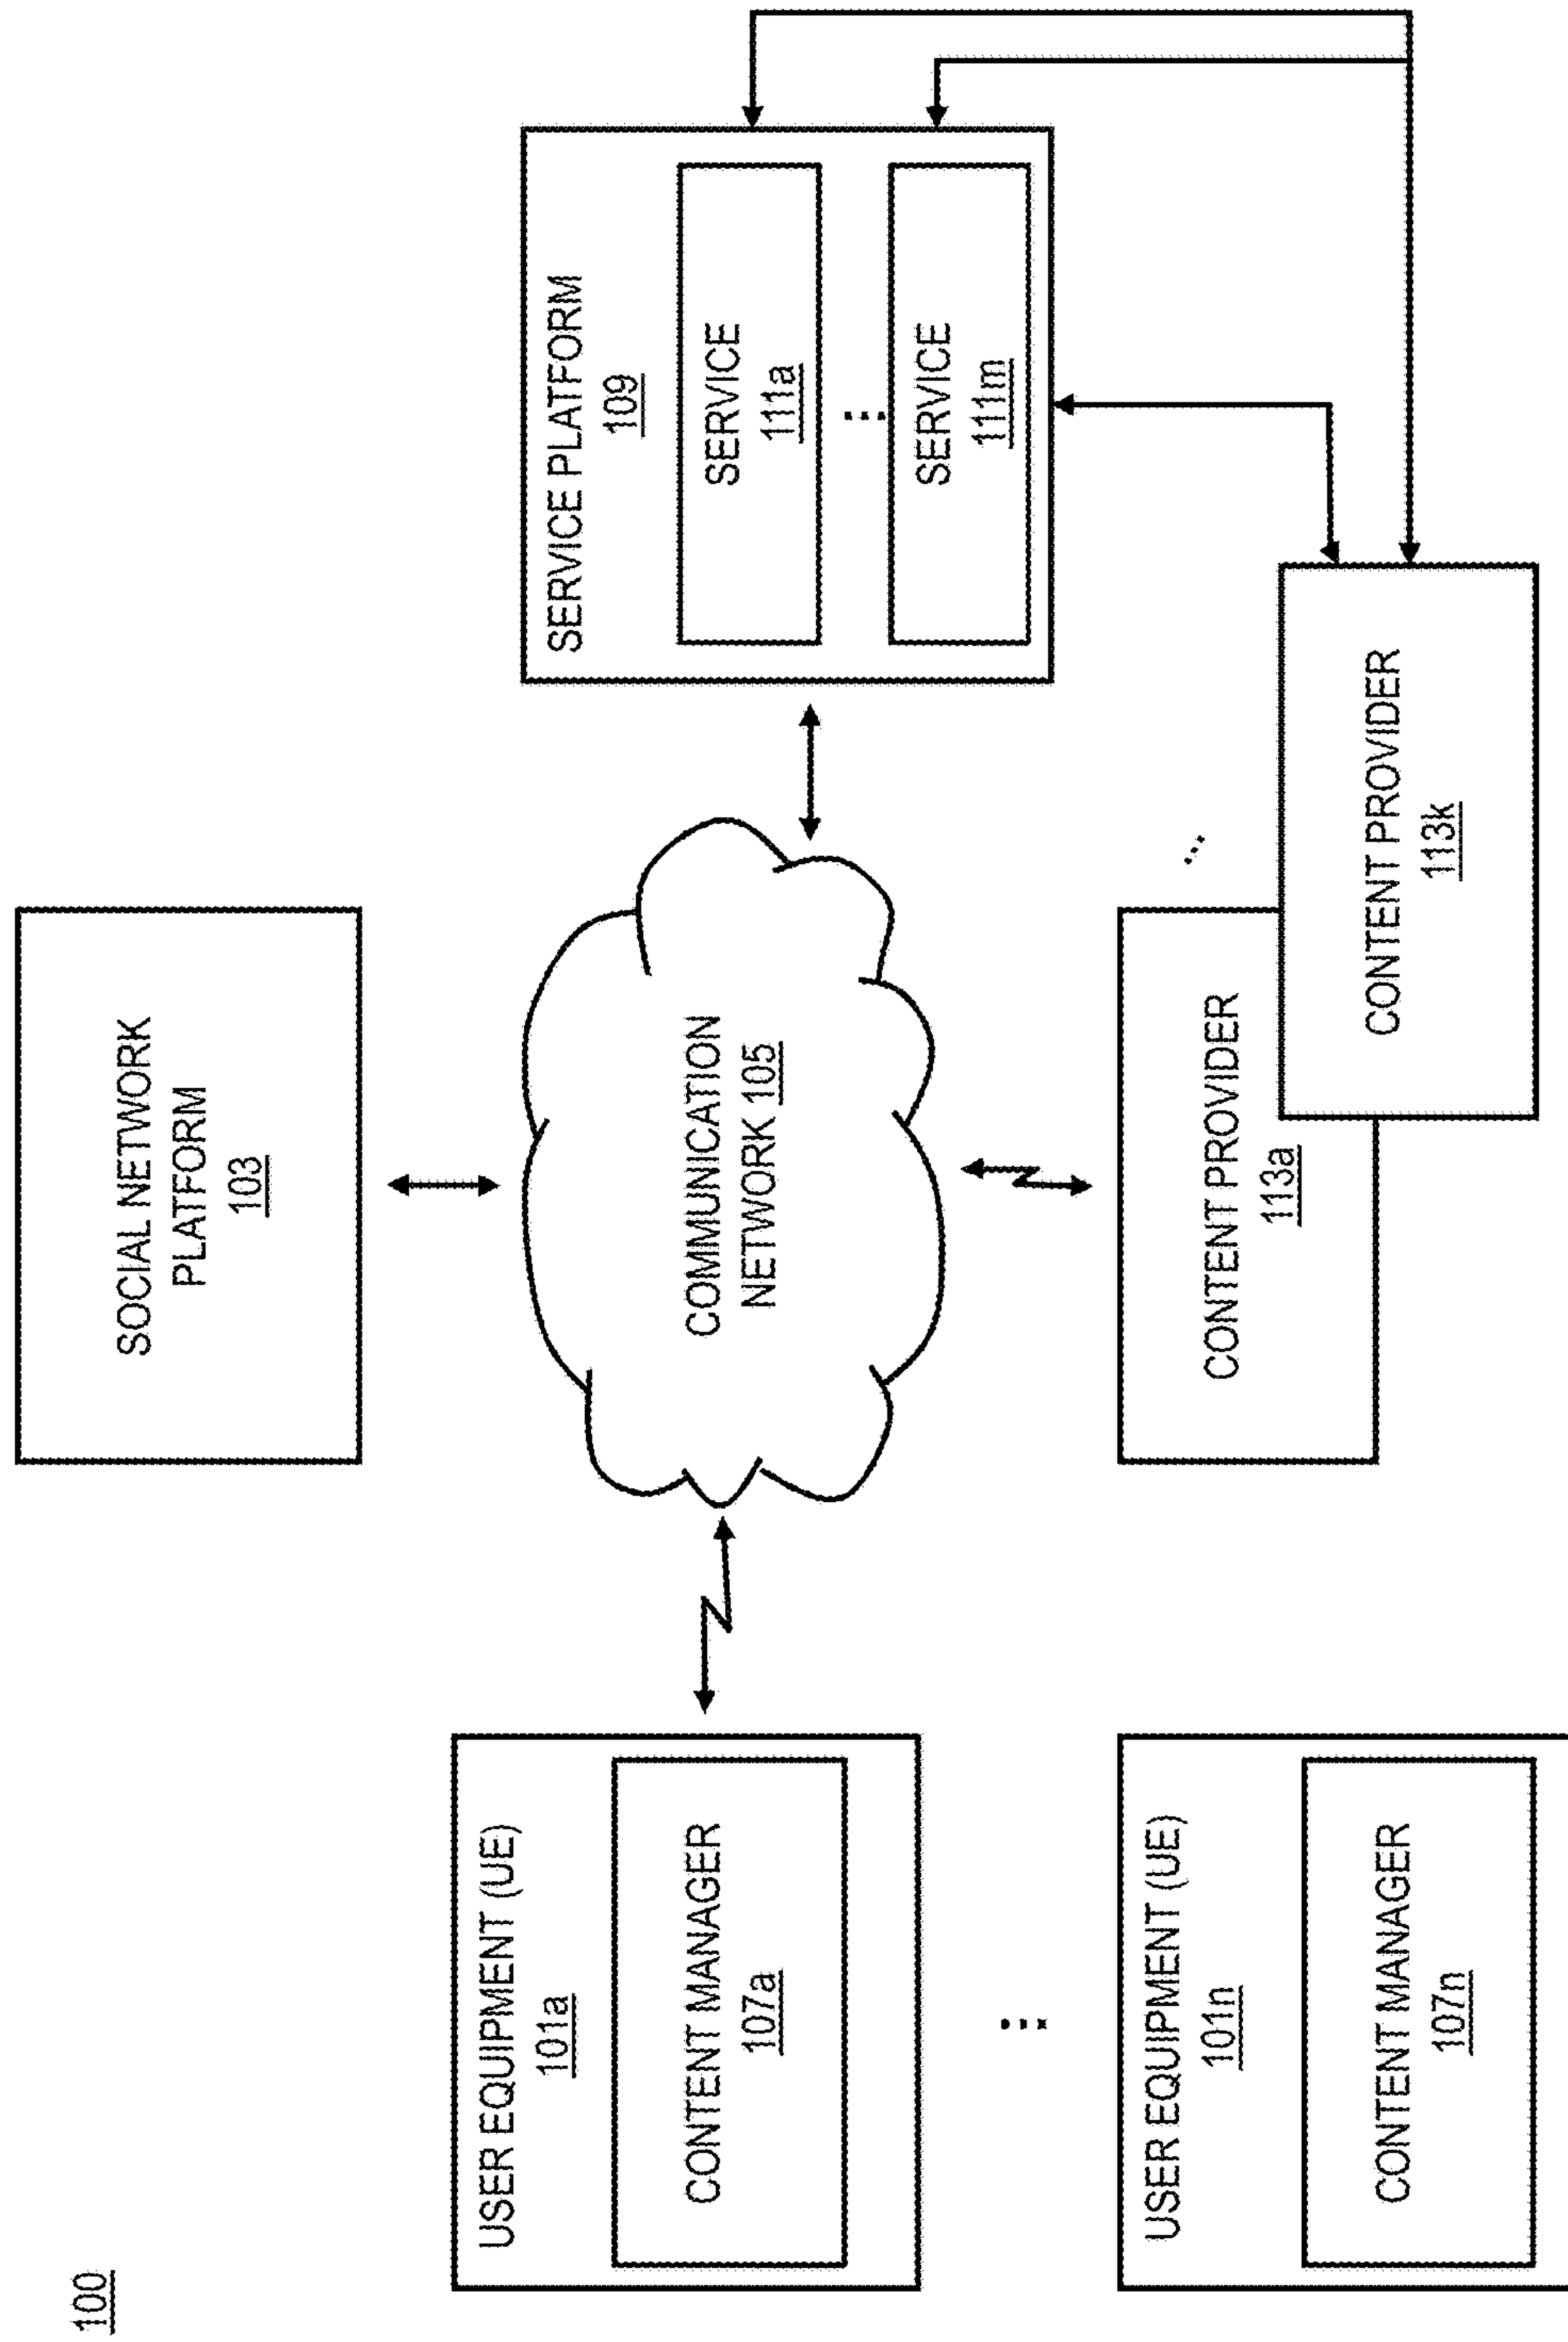 100
SOCIAL NETWORK
PLATFORM
103
USER EQUIPMENT (UE)
101a
CONTENT MANAGER
107a
...
USER EQUIPMENT (UE)
101n
CONTENT MANAGER
107n
COMMUNICATION
NETWORK 105
SERVICE PLATFORM
109
SERVICE
111a
...
SERVICE
111m
CONTENT PROVIDER
113a
...
CONTENT PROVIDER
113k